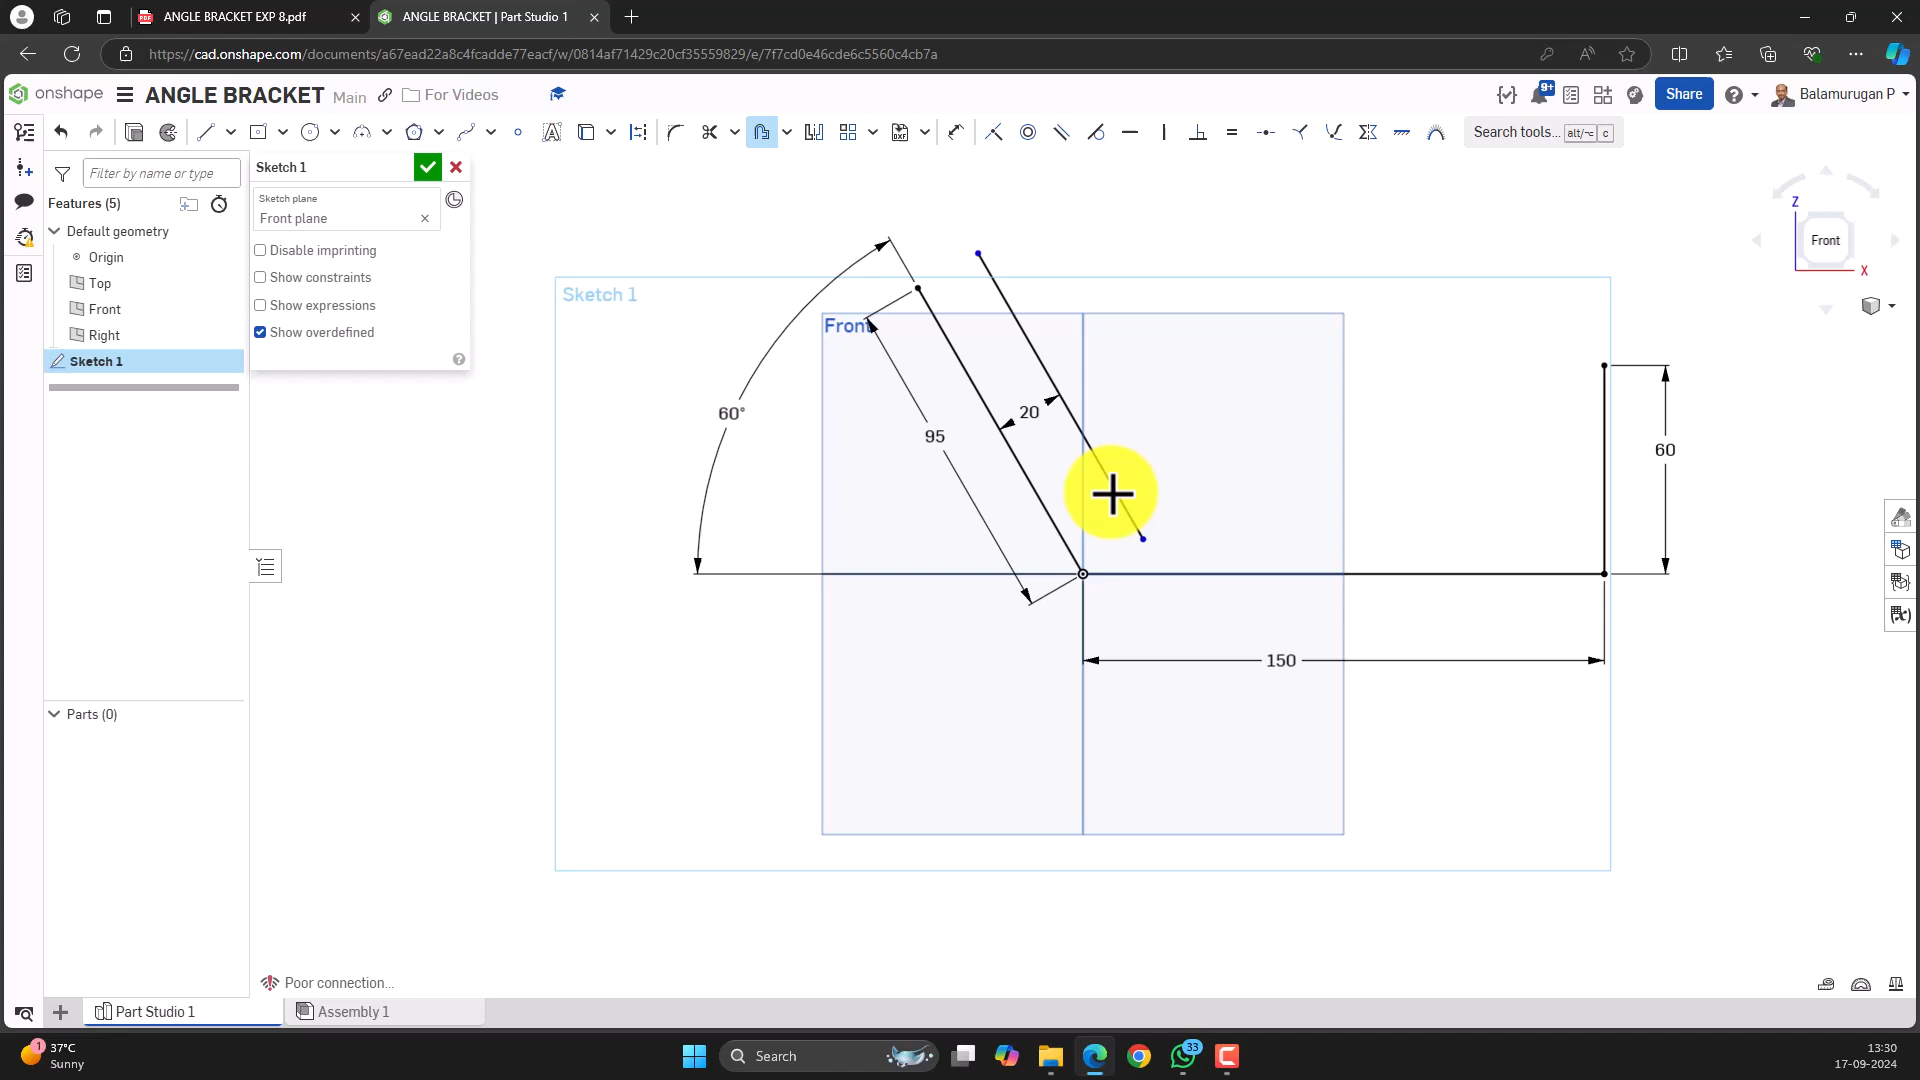 ANGLE BRACKET EXP 8.pdf
ANGLE BRACKET | Part Studio 1
https://cad.onshape.com/documents/a67ead22a8c4fcadde77eacf/w/0814af71429c20cf35559829/e/7f7cd0e46cde6c5560c4cb7a
onshape
ANGLE BRACKET Main
For Videos
9+
Share
Balamurugan P
Search tools... alt/⌥ c
Filter by name or type
Features (5)
Default geometry
Origin
Top
Front
Right
Sketch 1
Sketch 1
Sketch plane
Front plane
Disable imprinting
Show constraints
Show expressions
Show overdefined
Sketch 1
Front
60°
95
20
60
150
Z
Front
X
Parts (0)
Poor connection...
Part Studio 1
Assembly 1
1
37°C
Sunny
Search
33
13:30
17-09-2024